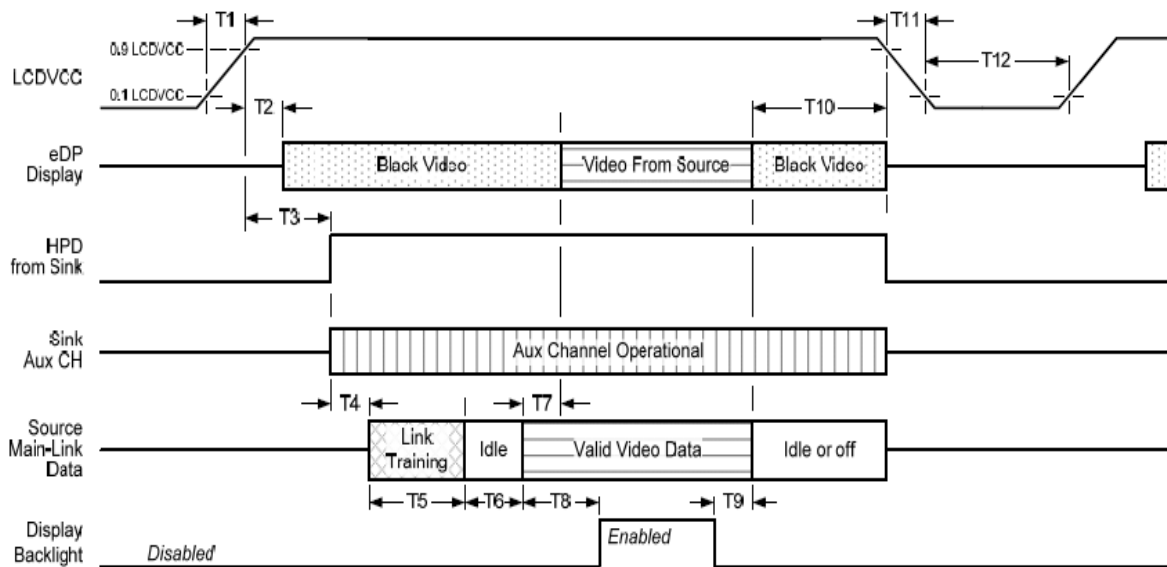 T1
T11
0.9 LCDVCC
LCDVCC
T12
0.1 LCDVCC
T2
T10
eDP
Display
Black Video
Video From Source
Black Video
T3
HPD
from Sink
Sink
Aux CH
Aux Channel Operational
T4
T7
Source
Main-Link
Data
Link
Training
Idle
Valid Video Data
Idle or off
T5
T6
T8
T9
Display
Backlight
Disabled
Enabled